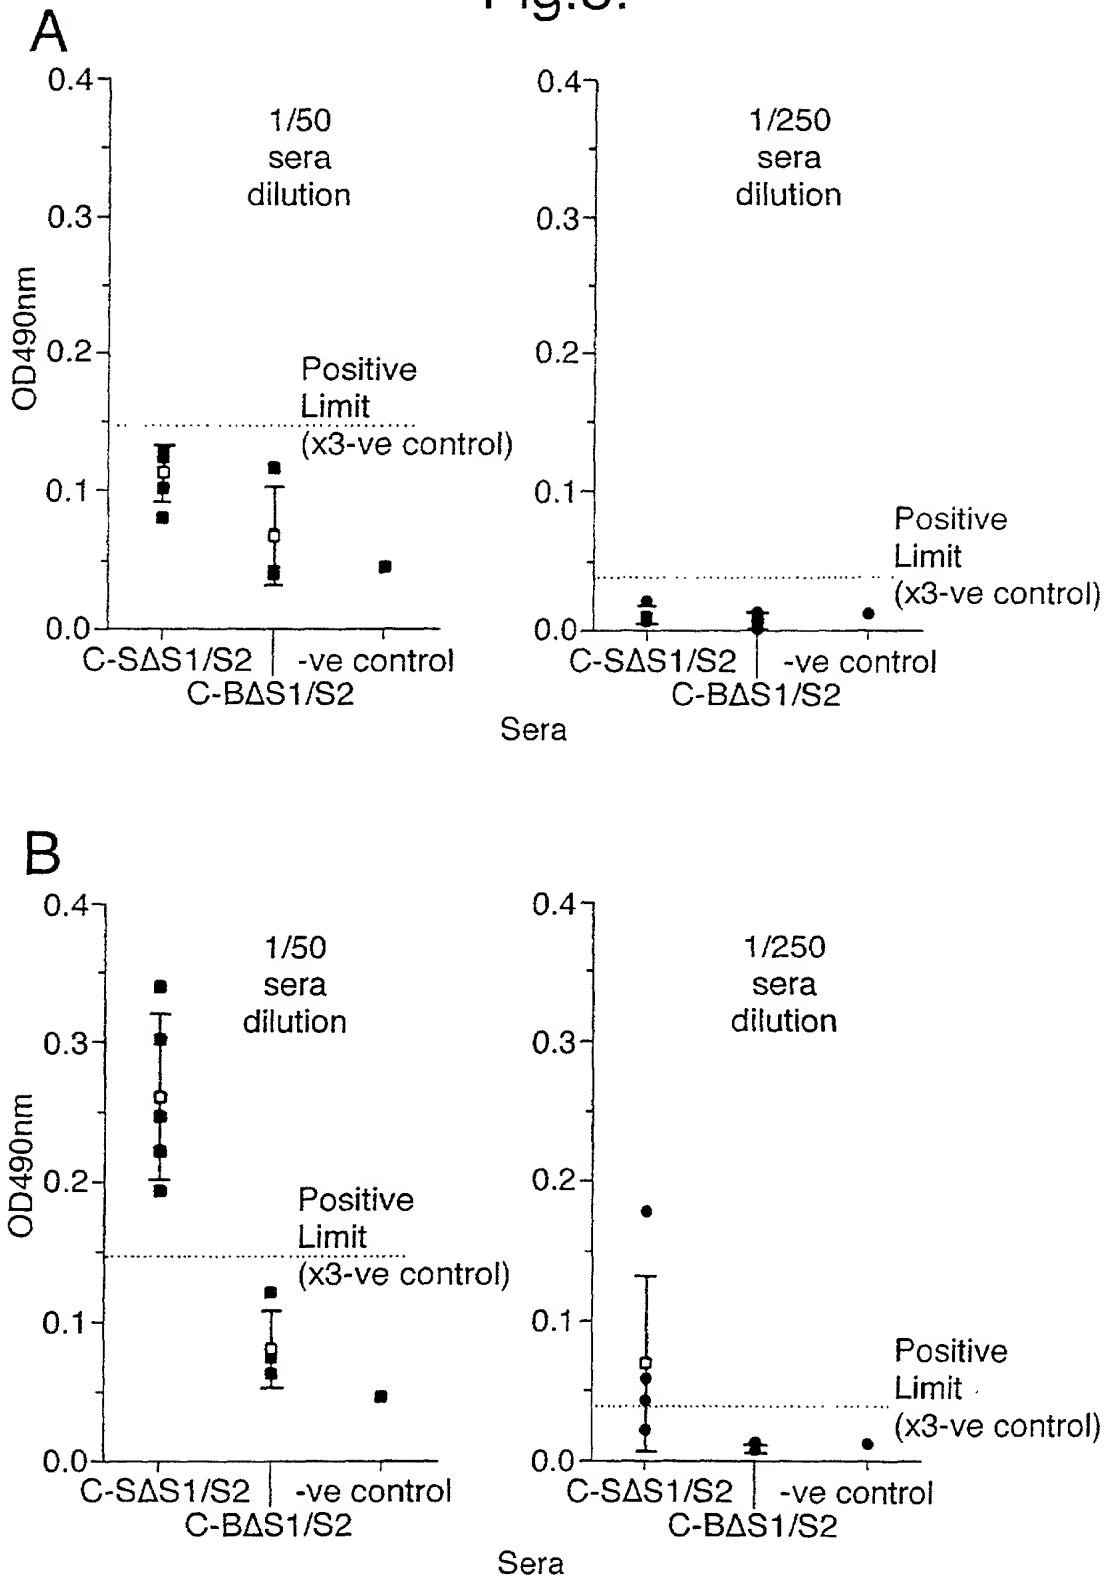 A
0.4
0.3
0.2
0.1
0.0
OD490nm
1/50
sera
dilution
Positive
Limit
(x3-ve control)
C-SΔS1/S2
-ve control
C-BΔS1/S2
0.4
0.3
0.2
0.1
0.0
1/250
sera
dilution
Positive
Limit
(x3-ve control)
C-SΔS1/S2
-ve control
C-BΔS1/S2
Sera
B
0.4
0.3
0.2
0.1
0.0
OD490nm
1/50
sera
dilution
Positive
Limit
(x3-ve control)
C-SΔS1/S2
-ve control
C-BΔS1/S2
0.4
0.3
0.2
0.1
0.0
1/250
sera
dilution
Positive
Limit
(x3-ve control)
C-SΔS1/S2
-ve control
C-BΔS1/S2
Sera